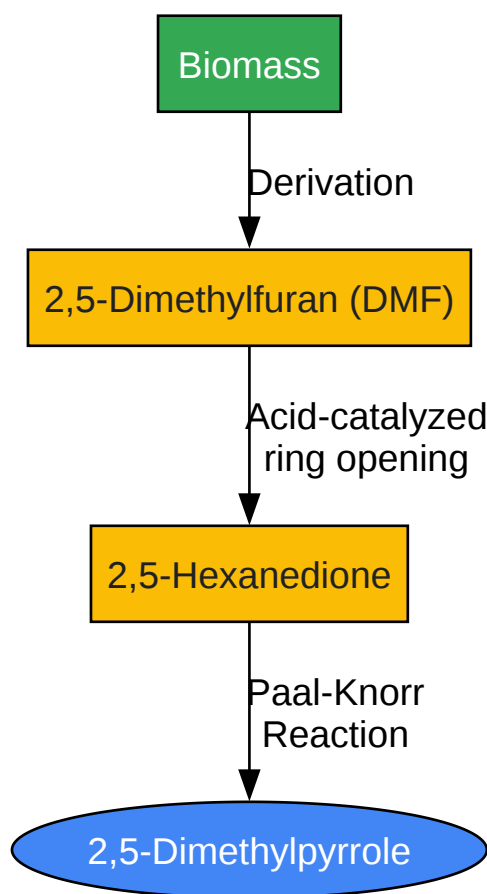 Biomass
Derivation
2,5-Dimethylfuran (DMF)
Acid-catalyzed
ring opening
2,5-Hexanedione
Paal-Knorr
Reaction
2,5-Dimethylpyrrole